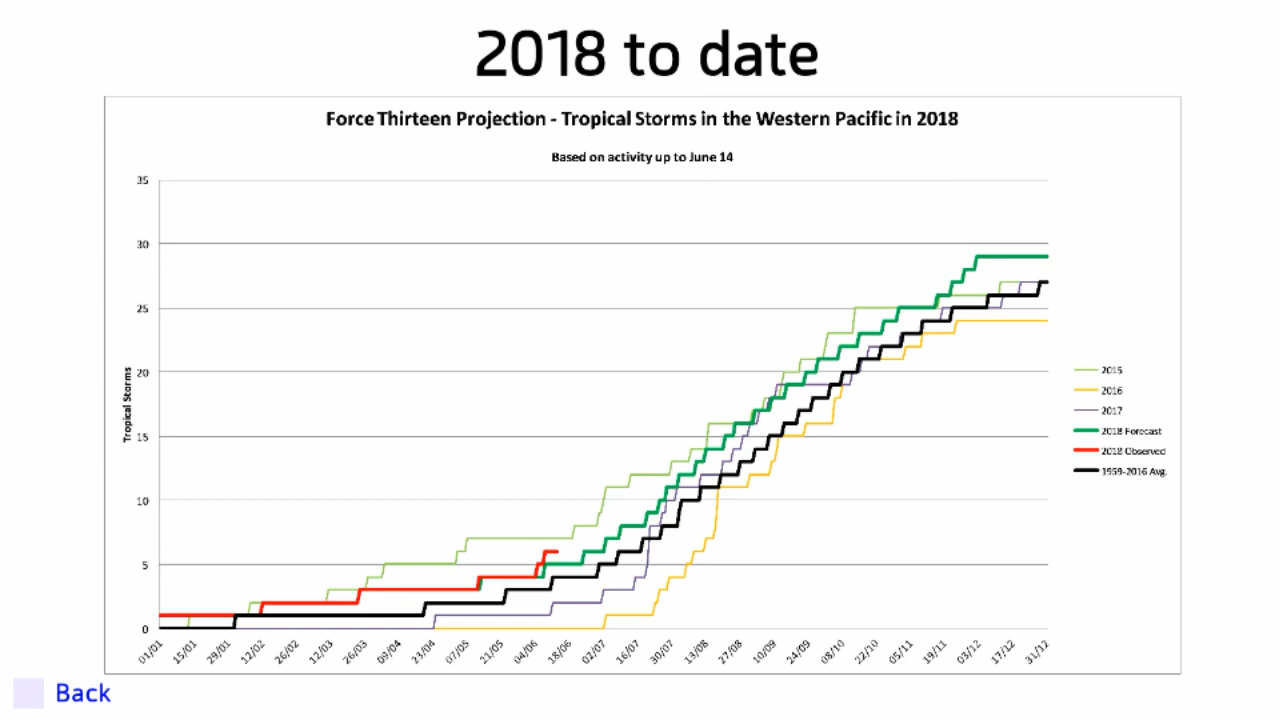 2018 to date
Force Thirteen Projection - Tropical Storms in the Western Pacific in 2018
Based on activity up to June 14
35
30
25
20
15
10
5
0
Tropical Storms
01/01 15/01 29/01 12/02 26/02 12/03 26/03 09/04 23/04 07/05 21/05 04/06 18/06 02/07 16/07 30/07 13/08 27/08 10/09 24/09 08/10 22/10 05/11 19/11 03/12 17/12 31/12
2015
2016
2017
2018 Forecast
2018 Observed
1959-2016 Avg.
Back